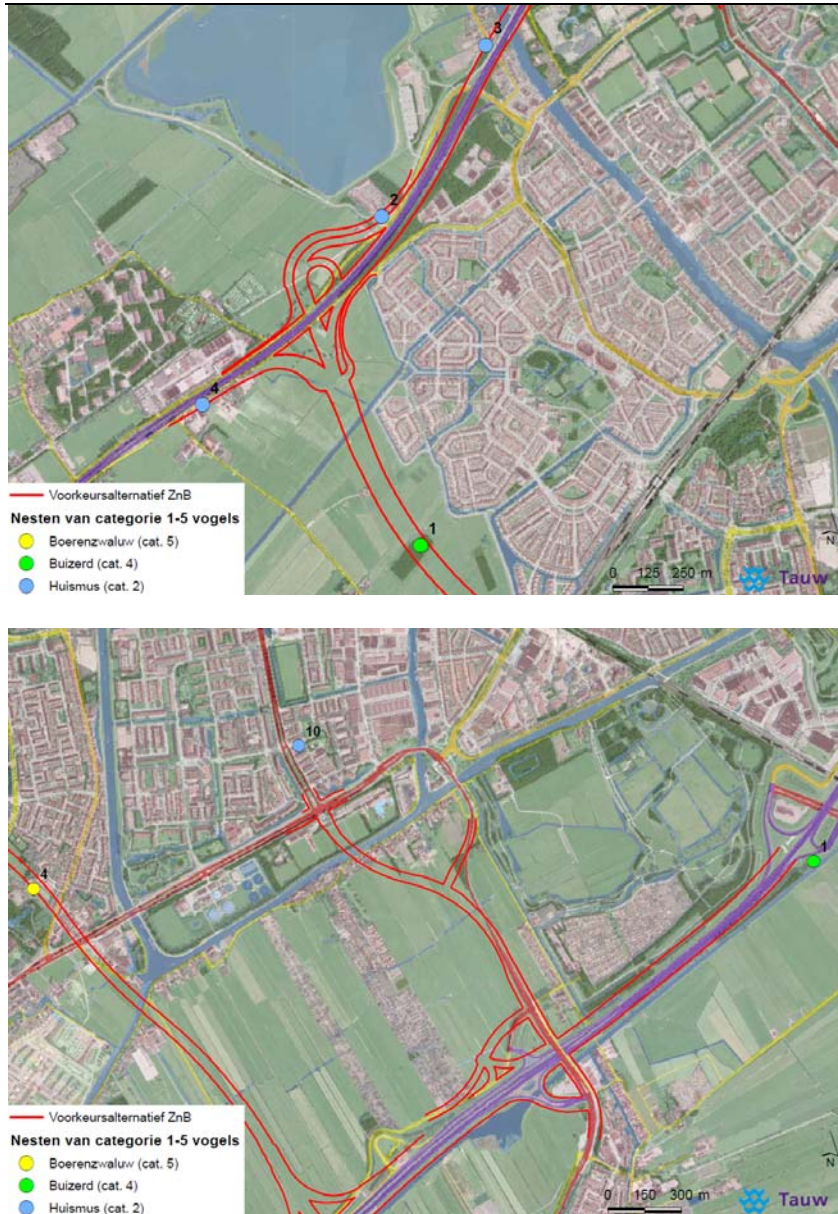 3
2
4
1
Voorkeursalternatief ZnB
Nesten van categorie 1-5 vogels
Boerenzwaluw (cat. 5)
Buizerd (cat. 4)
Huismus (cat. 2)
0 125 250 m
N
Tauw
10
1
4
Voorkeursalternatief ZnB
Nesten van categorie 1-5 vogels
Boerenzwaluw (cat. 5)
Buizerd (cat. 4)
Huismus (cat. 2)
0 150 300 m
N
Tauw